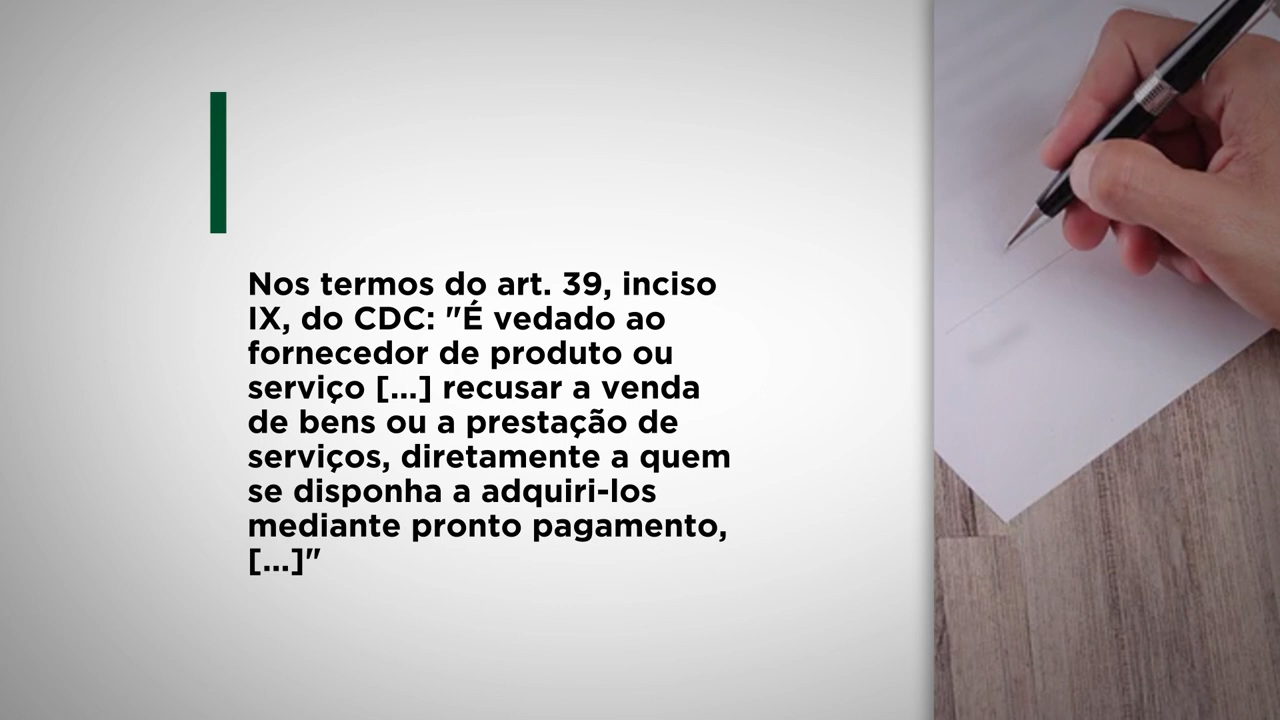 Nos termos do art. 39, inciso
IX, do CDC: "É vedado ao
fornecedor de produto ou
serviço [...] recusar a venda
de bens ou a prestação de
serviços, diretamente a quem
se disponha a adquiri-los
mediante pronto pagamento,
[...]"